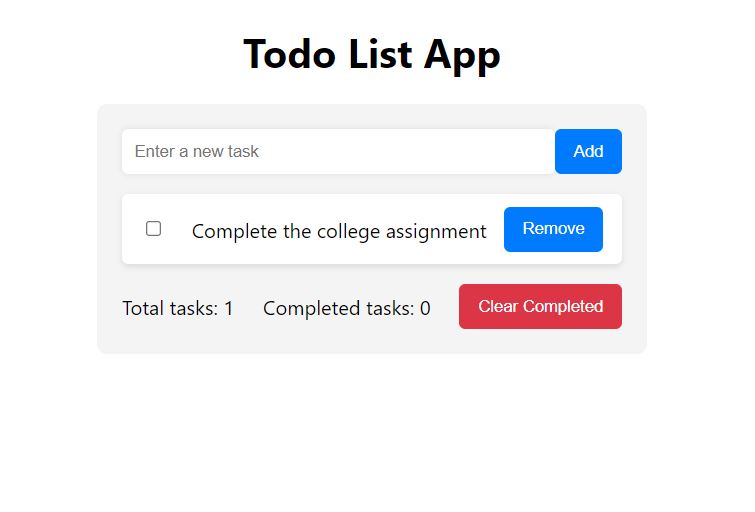 Todo List App
Enter a new task Add
Complete the college assignment Remove
Total tasks: 1 Completed tasks: 0 Clear Completed